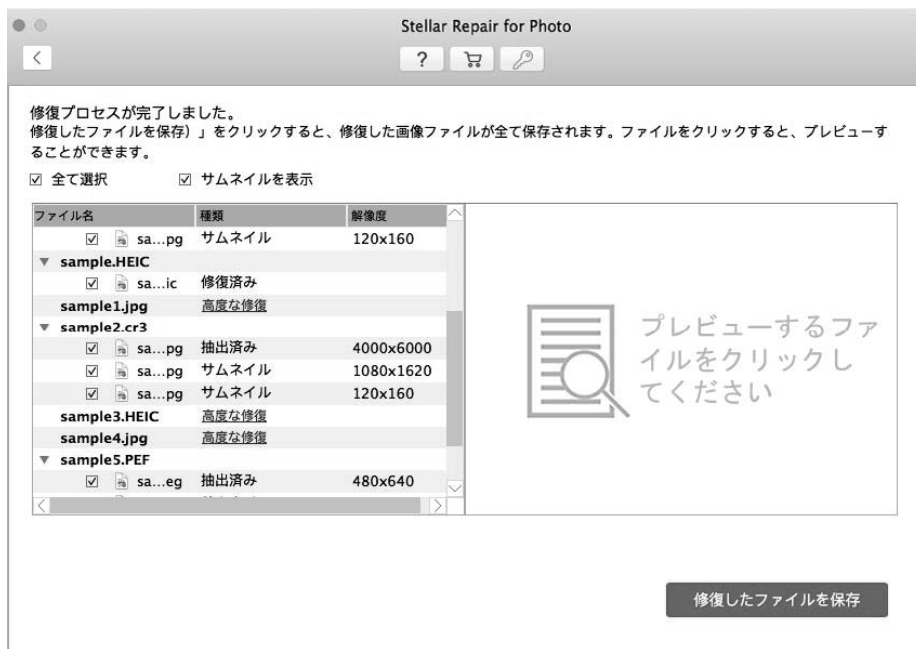 Stellar Repair for Photo
?
修復プロセスが完了しました。
修復したファイルを保存）」をクリックすると、修復した画像ファイルが全て保存されます。ファイルをクリックすると、プレビューす
ることができます。
全て選択 サムネイルを表示
ファイル名 種類 解像度
sa...pg サムネイル 120x160
sample.HEIC
sa...ic 修復済み
sample1.jpg 高度な修復
sample2.cr3
sa...pg 抽出済み 4000x6000
sa...pg サムネイル 1080x1620
sa...pg サムネイル 120x160
sample3.HEIC 高度な修復
sample4.jpg 高度な修復
sample5.PEF
sa...eg 抽出済み 480x640
プレビューするファ
イルをクリックし
てください
修復したファイルを保存